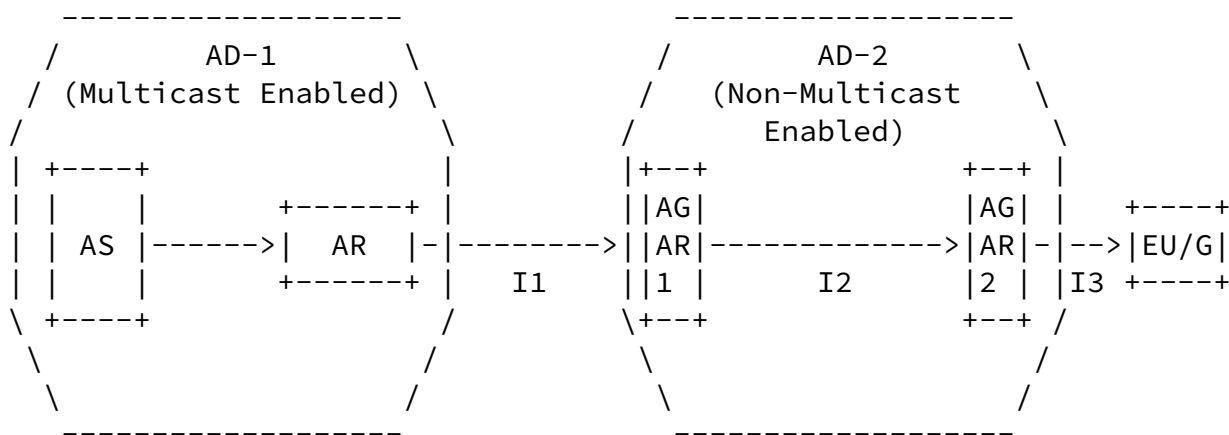 AD-1 AD-2
(Multicast Enabled) (Non-Multicast
Enabled)
AG AG
AS AR AR AR EU/G
I1 1 I2 2 I3